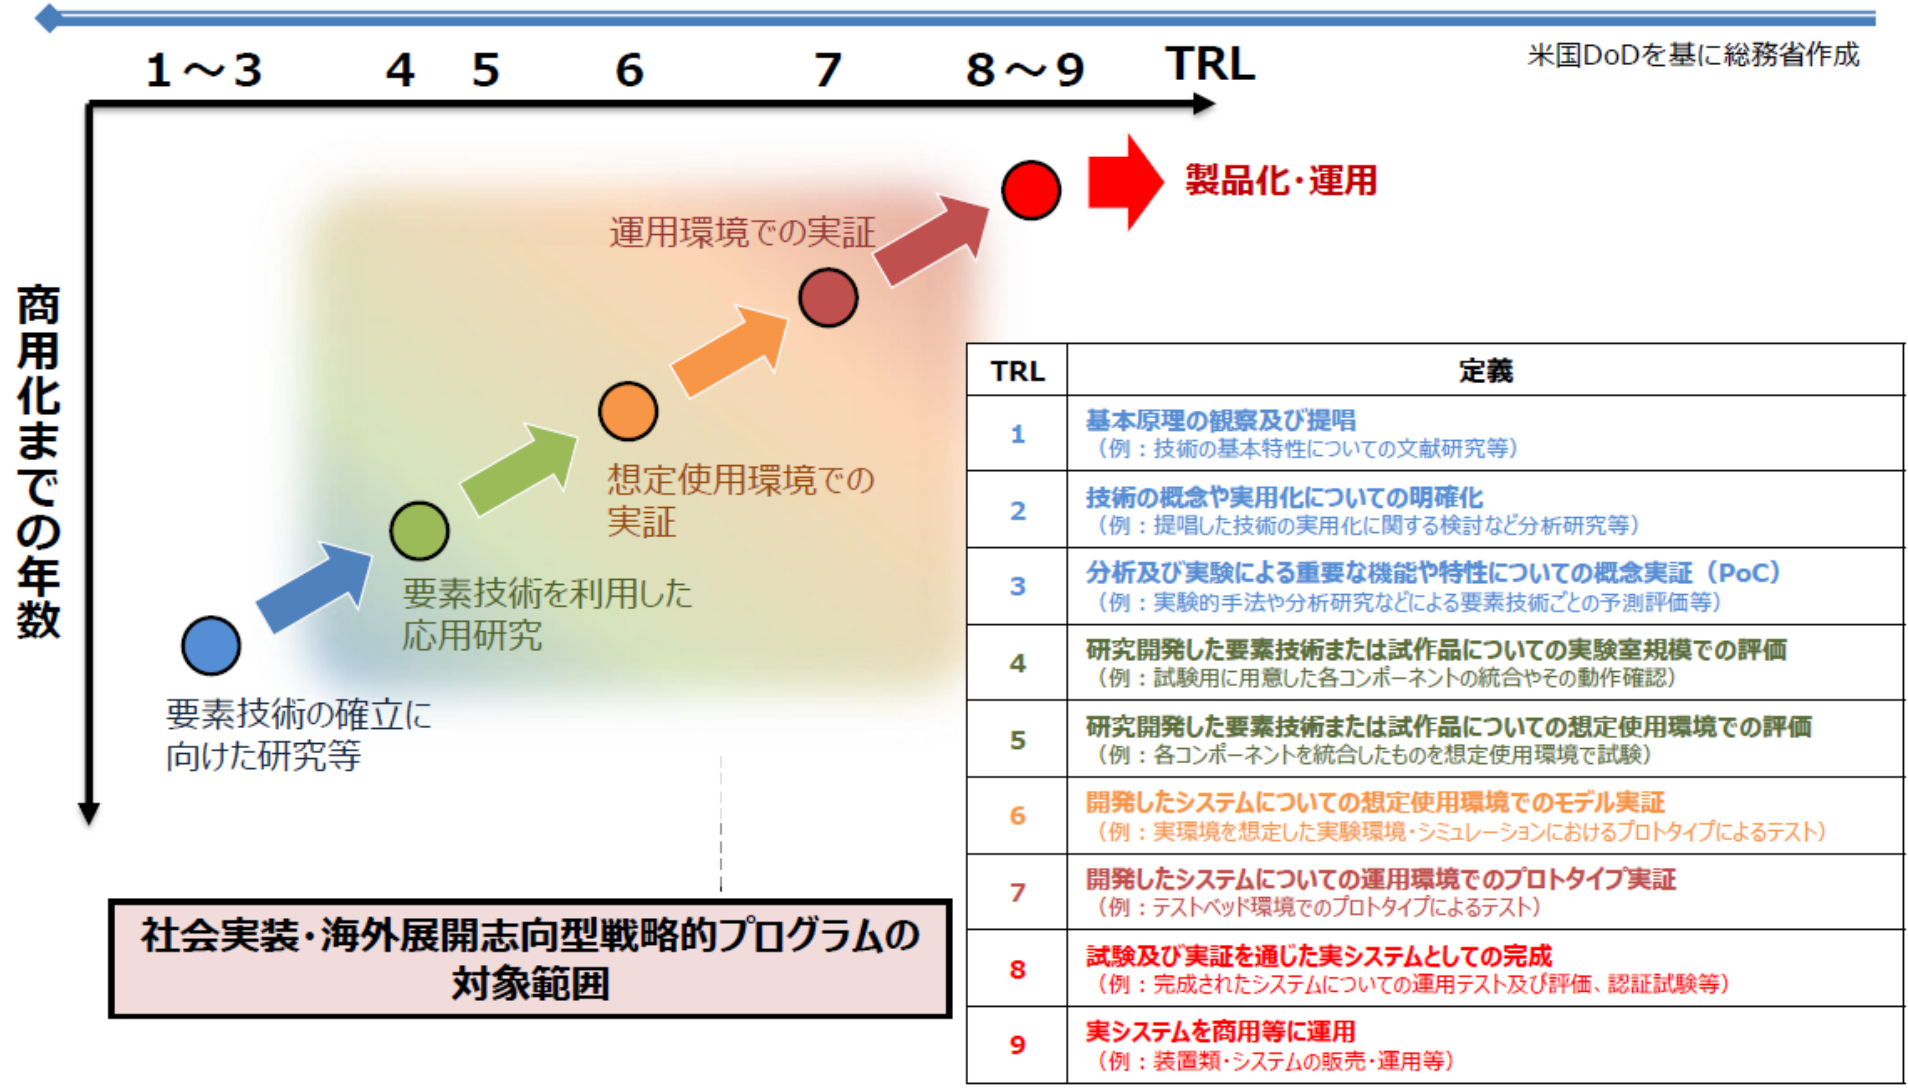 1～3 4 5 6 7 8～9 TRL
米国DoDを基に総務省作成
商用化までの年数
製品化・運用
運用環境での実証
想定使用環境での
実証
要素技術を利用した
応用研究
要素技術の確立に
向けた研究等
社会実装・海外展開志向型戦略的プログラムの
対象範囲
TRL 定義
1 基本原理の観察及び提唱
（例：技術の基本特性についての文献研究等）
2 技術の概念や実用化についての明確化
（例：提唱した技術の実用化に関する検討など分析研究等）
3 分析及び実験による重要な機能や特性についての概念実証（PoC）
（例：実験的手法や分析研究などによる要素技術ごとの予測評価等）
4 研究開発した要素技術または試作品についての実験室規模での評価
（例：試験用に用意した各コンポーネントの統合やその動作確認）
5 研究開発した要素技術または試作品についての想定使用環境での評価
（例：各コンポーネントを統合したものを想定使用環境で試験）
6 開発したシステムについての想定使用環境でのモデル実証
（例：実環境を想定した実験環境・シミュレーションにおけるプロトタイプによるテスト）
7 開発したシステムについての運用環境でのプロトタイプ実証
（例：テストベッド環境でのプロトタイプによるテスト）
8 試験及び実証を通じた実システムとしての完成
（例：完成されたシステムについての運用テスト及び評価、認証試験等）
9 実システムを商用等に運用
（例：装置類・システムの販売・運用等）